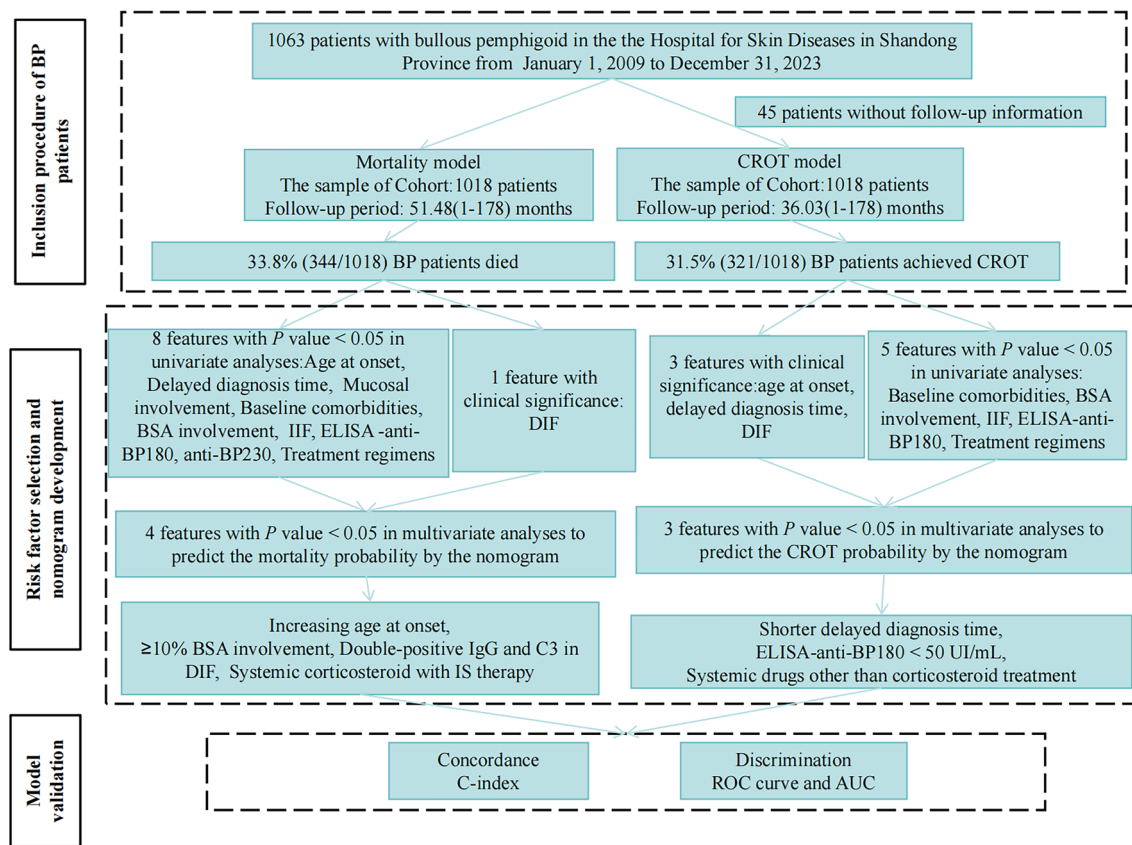 Inclusion procedure of BP
patients
1063 patients with bullous pemphigoid in the the Hospital for Skin Diseases in Shandong
Province from January 1, 2009 to December 31, 2023
45 patients without follow-up information
Mortality model
The sample of Cohort:1018 patients
Follow-up period: 51.48(1-178) months
CROT model
The sample of Cohort:1018 patients
Follow-up period: 36.03(1-178) months
33.8% (344/1018) BP patients died
31.5% (321/1018) BP patients achieved CROT
Risk factor selection and
nomogram development
8 features with P value < 0.05 in
univariate analyses:Age at onset,
Delayed diagnosis time, Mucosal
involvement, Baseline comorbidities,
BSA involvement, IIF, ELISA -anti-
BP180, anti-BP230, Treatment regimens
1 feature with
clinical significance:
DIF
3 features with clinical
significance:age at onset,
delayed diagnosis time,
DIF
5 features with P value < 0.05
in univariate analyses:
Baseline comorbidities, BSA
involvement, IIF, ELISA-anti-
BP180, Treatment regimens
4 features with P value < 0.05 in multivariate analyses to
predict the mortality probability by the nomogram
3 features with P value < 0.05 in multivariate analyses to
predict the CROT probability by the nomogram
Increasing age at onset,
≥10% BSA involvement, Double-positive IgG and C3 in
DIF, Systemic corticosteroid with IS therapy
Shorter delayed diagnosis time,
ELISA-anti-BP180 < 50 UI/mL,
Systemic drugs other than corticosteroid treatment
Model
validation
Concordance
C-index
Discrimination
ROC curve and AUC